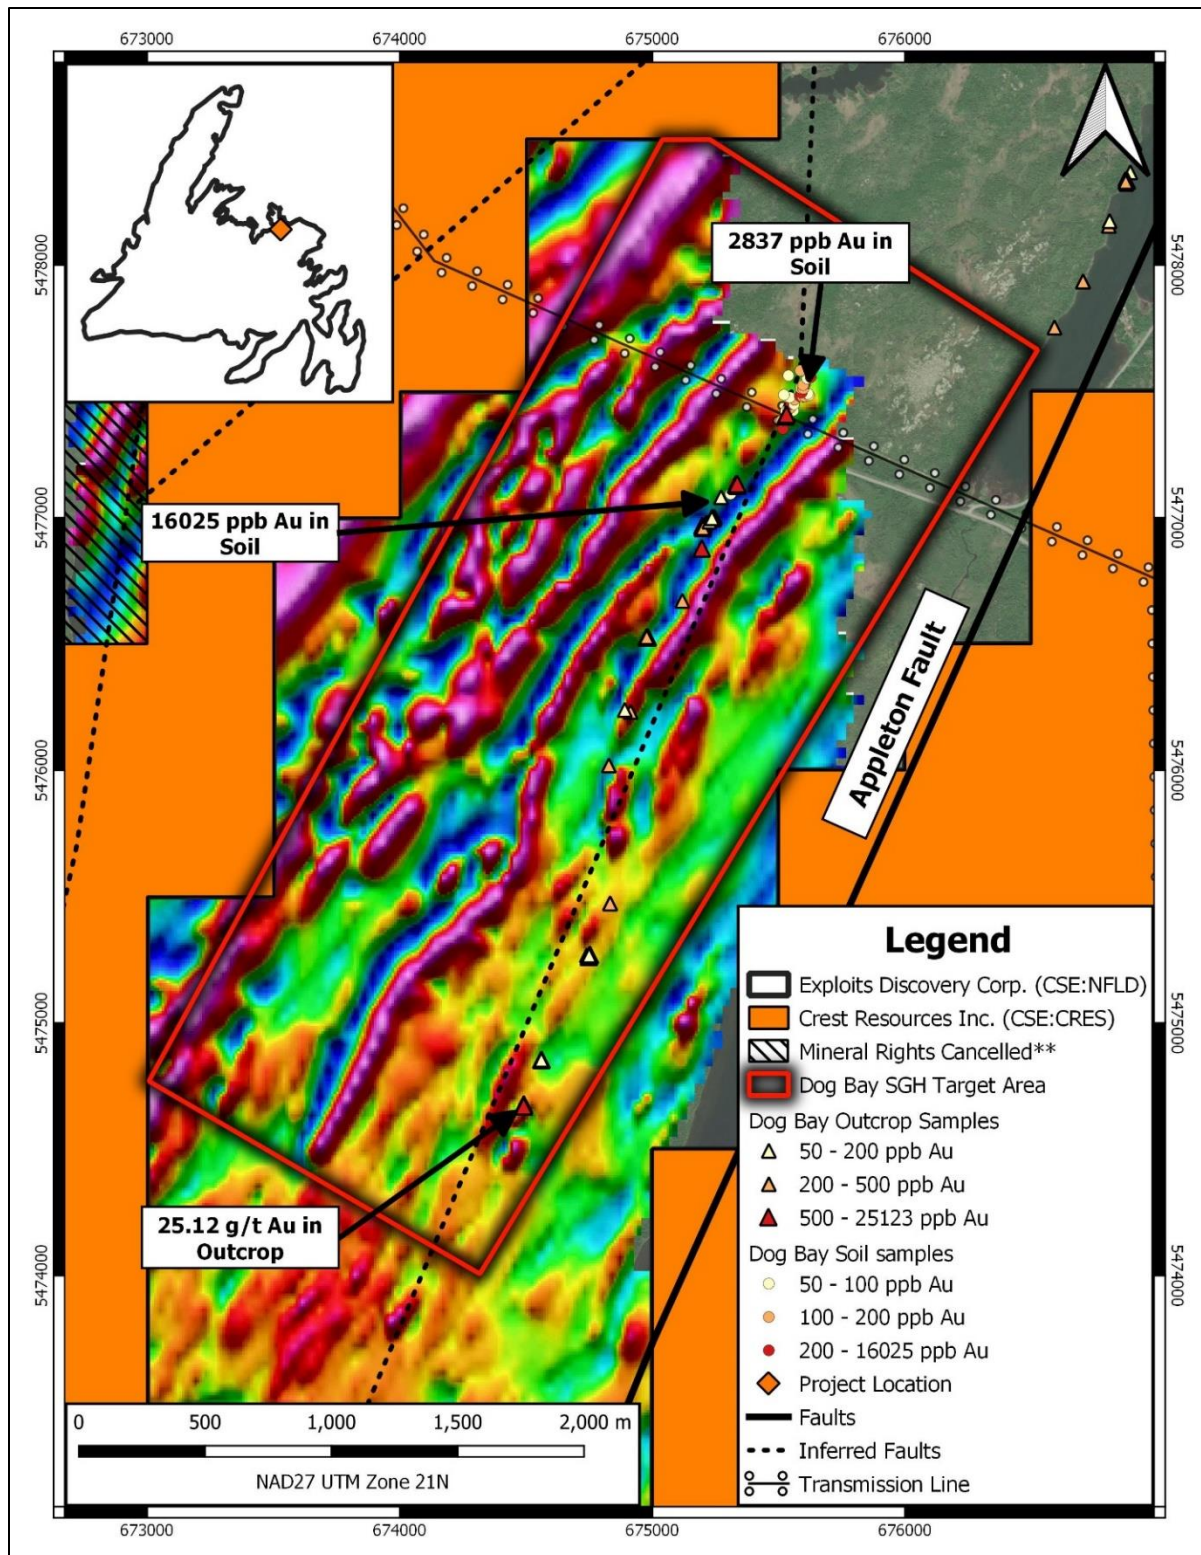 673000
674000
675000
676000
5478000
5478000
2837 ppb Au in
Soil
16025 ppb Au in
Soil
5477000
5477000
Appleton Fault
5476000
5476000
5475000
5475000
25.12 g/t Au in
Outcrop
5474000
5474000
Legend
Exploits Discovery Corp. (CSE:NFLD)
Crest Resources Inc. (CSE:CRES)
Mineral Rights Cancelled**
Dog Bay SGH Target Area
Dog Bay Outcrop Samples
50 - 200 ppb Au
200 - 500 ppb Au
500 - 25123 ppb Au
Dog Bay Soil samples
50 - 100 ppb Au
100 - 200 ppb Au
200 - 16025 ppb Au
Project Location
Faults
Inferred Faults
Transmission Line
0 500 1,000 1,500 2,000 m
NAD27 UTM Zone 21N
673000
674000
675000
676000